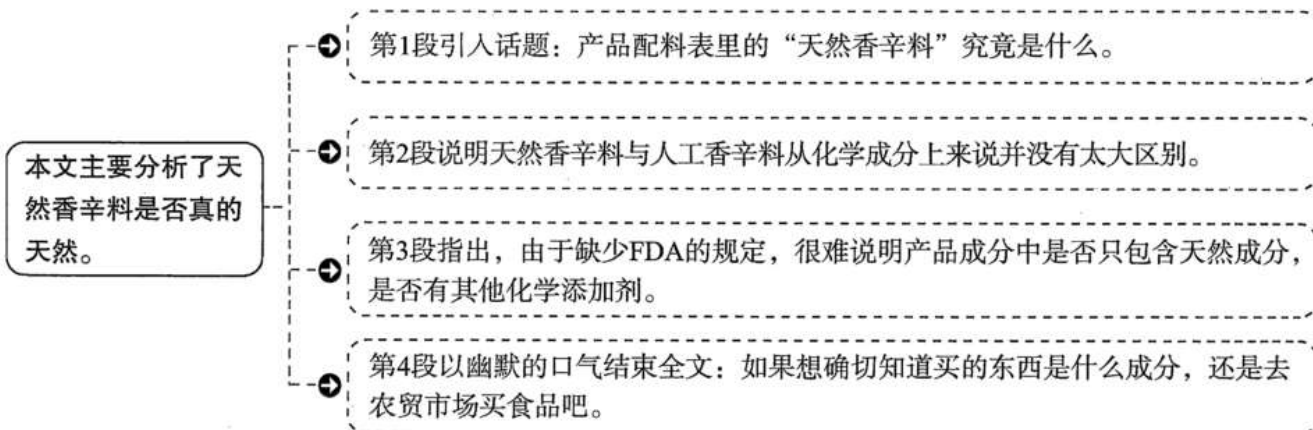 本文主要分析了天
然香辛料是否真的
天然。
第1段引入话题：产品配料表里的“天然香辛料”究竟是什么。
第2段说明天然香辛料与人工香辛料从化学成分上来说并没有太大区别。
第3段指出，由于缺少FDA的规定，很难说明产品成分中是否只包含天然成分，
是否有其他化学添加剂。
第4段以幽默的口气结束全文：如果想确切知道买的东西是什么成分，还是去
农贸市场买食品吧。